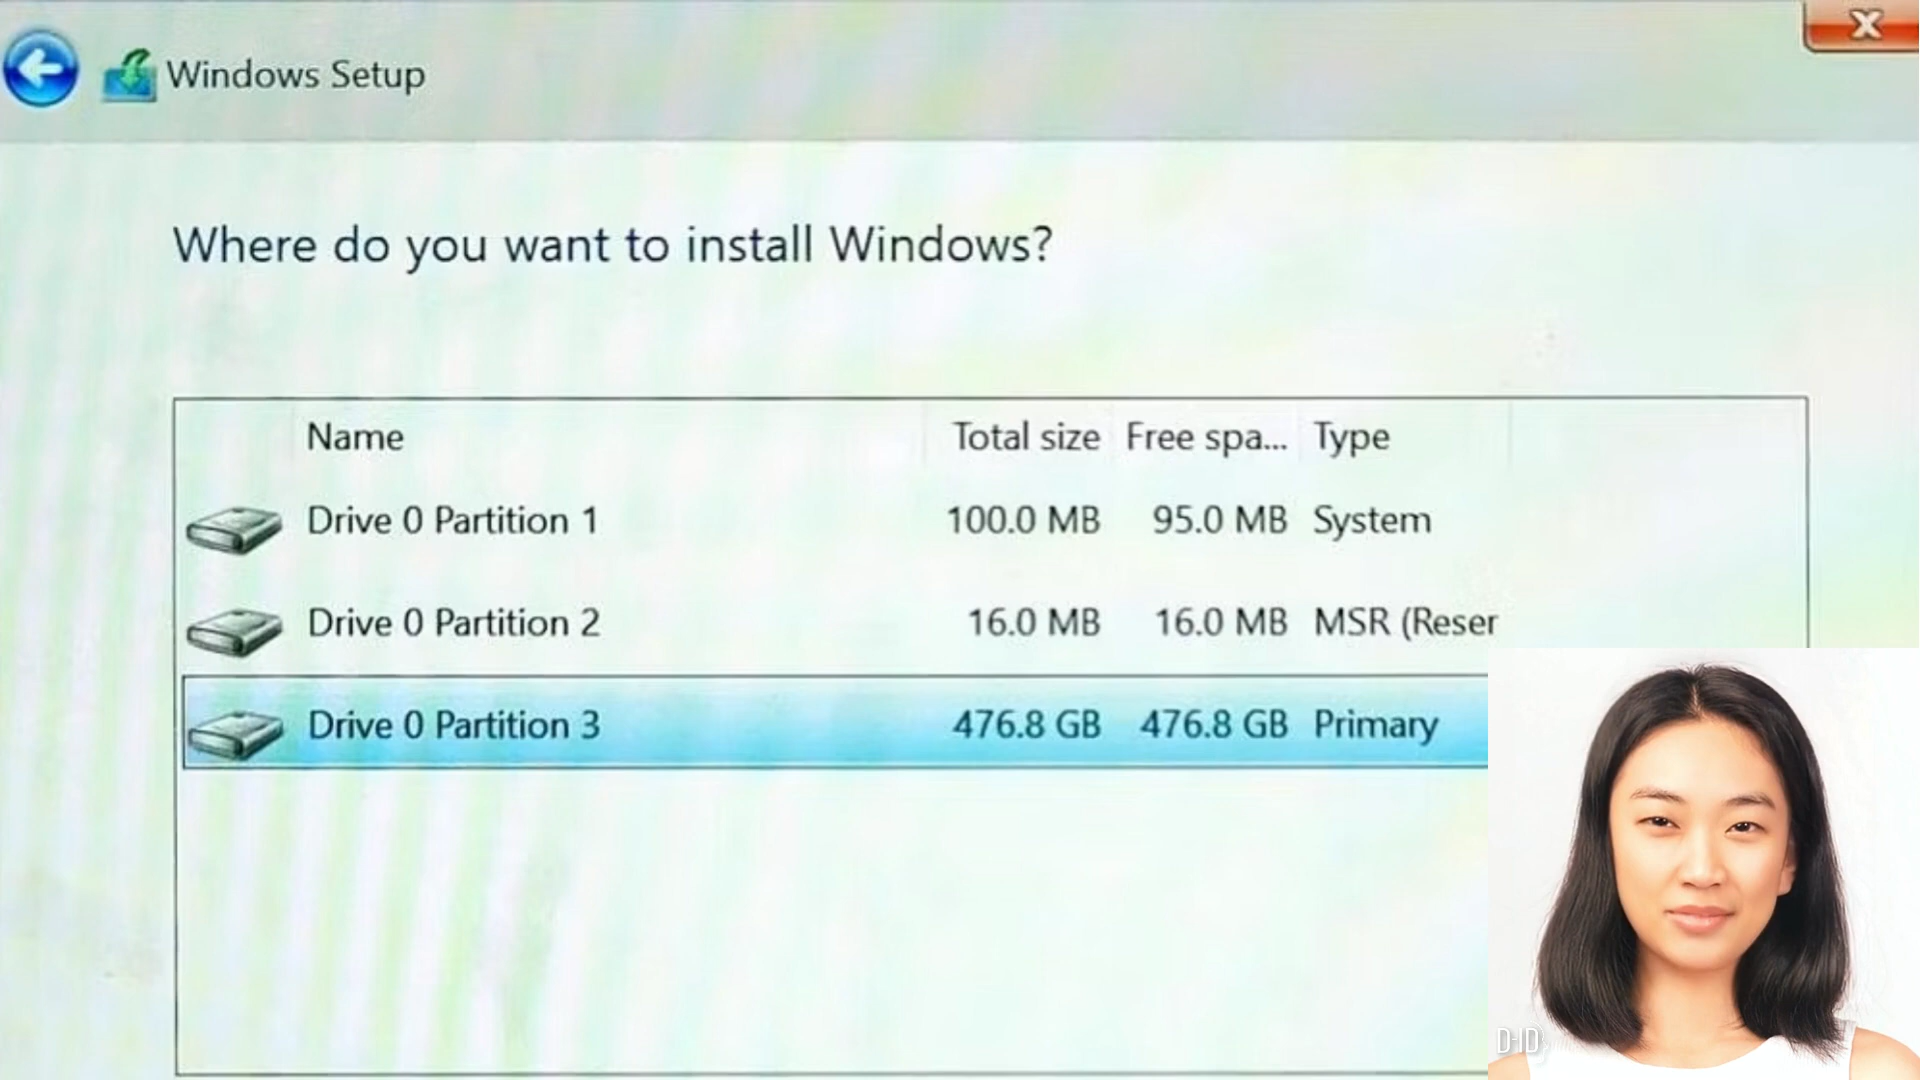 Windows Setup
Where do you want to install Windows?
Name Total size Free spa... Type
Drive 0 Partition 1 100.0 MB 95.0 MB System
Drive 0 Partition 2 16.0 MB 16.0 MB MSR (Reser
Drive 0 Partition 3 476.8 GB 476.8 GB Primary
D-ID